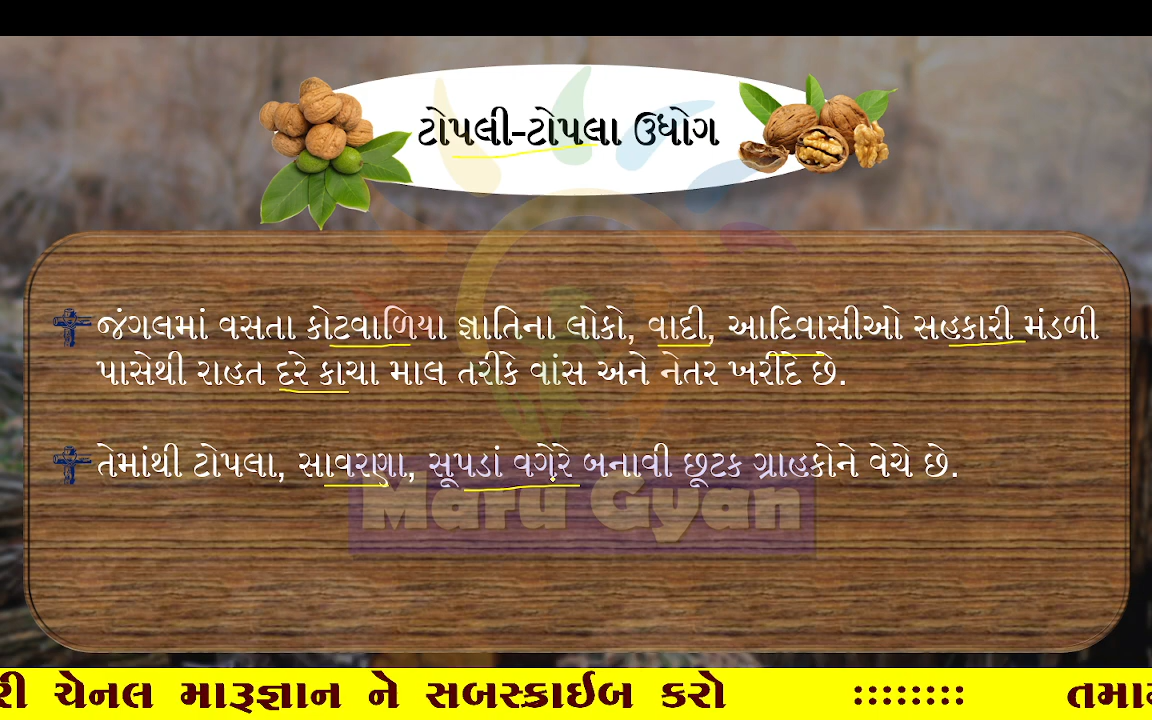 ટોપલી-ટોપલા ઉધોગ
જંગલમાં વસતા કોટવાળિયા જ્ઞાતિના લોકો, વાદી, આદિવાસીઓ સહકારી મંડળી
પાસેથી રાહત દરે કાચા માલ તરીકે વાંસ અને નેતર ખરીદે છે.
તેમાંથી ટોપલા, સાવરણા, સૂપડાં વગેરે બનાવી છૂટક ગ્રાહકોને વેચે છે.
Maru Gyan
રી ચેનલ મારૂજ્ઞાન ને સબસ્ક્રાઈબ કરો :::::::: તમા